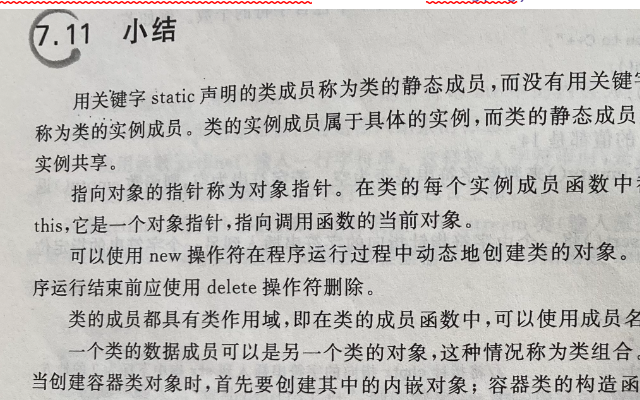 7.11 小结
用关键字 static 声明的类成员称为类的静态成员,而没有用关键字
称为类的实例成员。类的实例成员属于具体的实例,而类的静态成员
实例共享。
指向对象的指针称为对象指针。在类的每个实例成员函数中
this,它是一个对象指针,指向调用函数的当前对象。
可以使用 new 操作符在程序运行过程中动态地创建类的对象。
序运行结束前应使用 delete 操作符删除。
类的成员都具有类作用域,即在类的成员函数中,可以使用成员名
一个类的数据成员可以是另一个类的对象,这种情况称为类组合。
当创建容器类对象时,首先要创建其中的内嵌对象;容器类的构造函